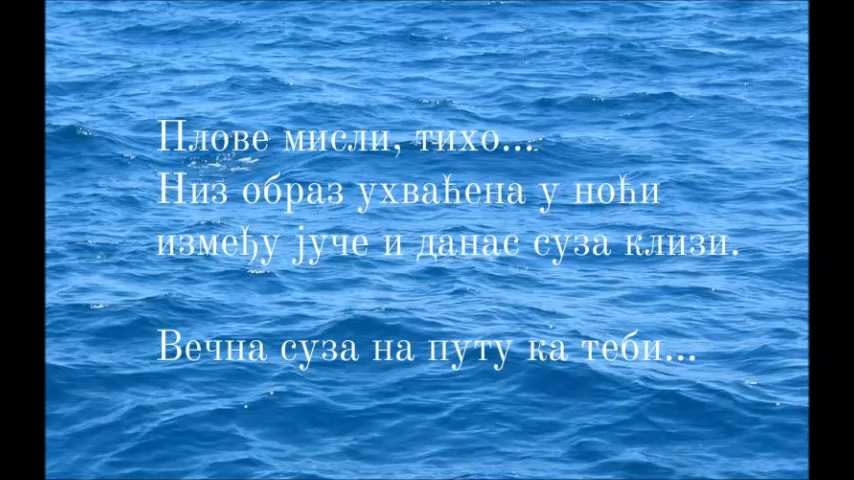 Плове мисли, тихо...
Низ образ ухваћена у ноћи
између јуче и данас суза клизи.
Вечна суза на путу ка теби...